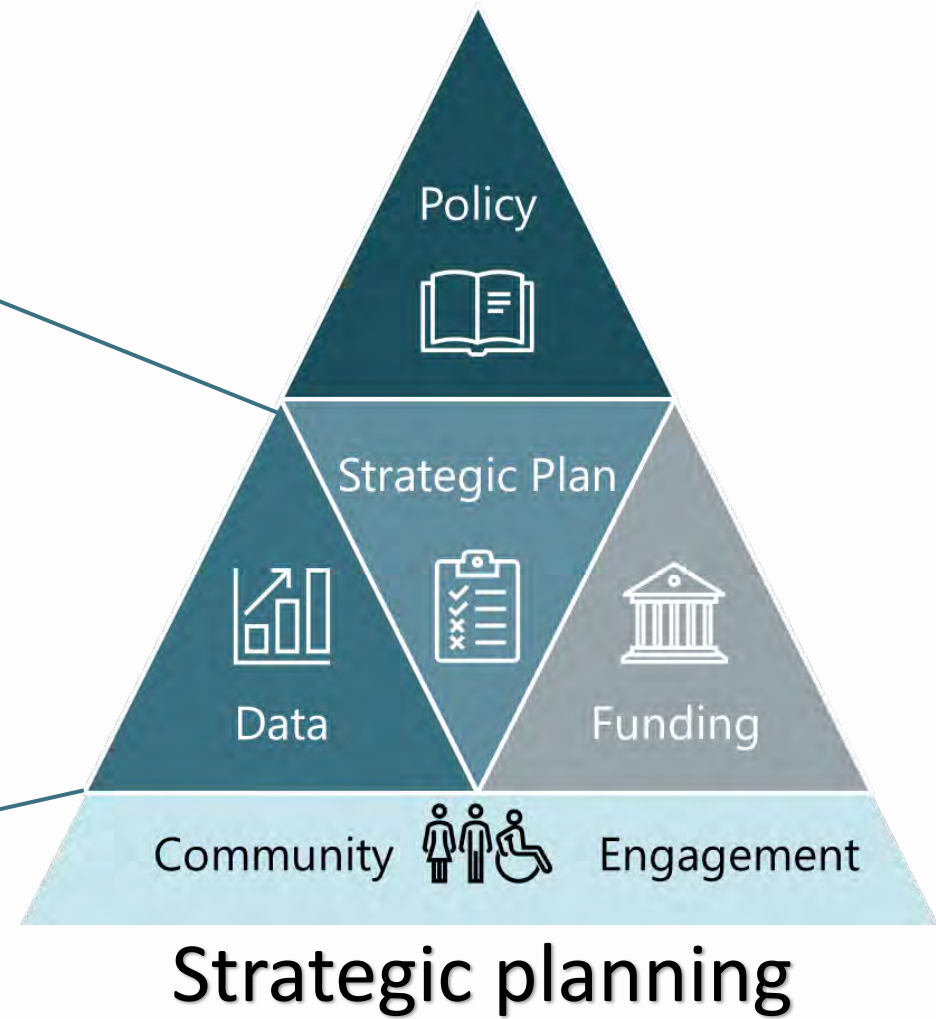 Policy
Strategic Plan
Data
Funding
Community Engagement
Strategic planning